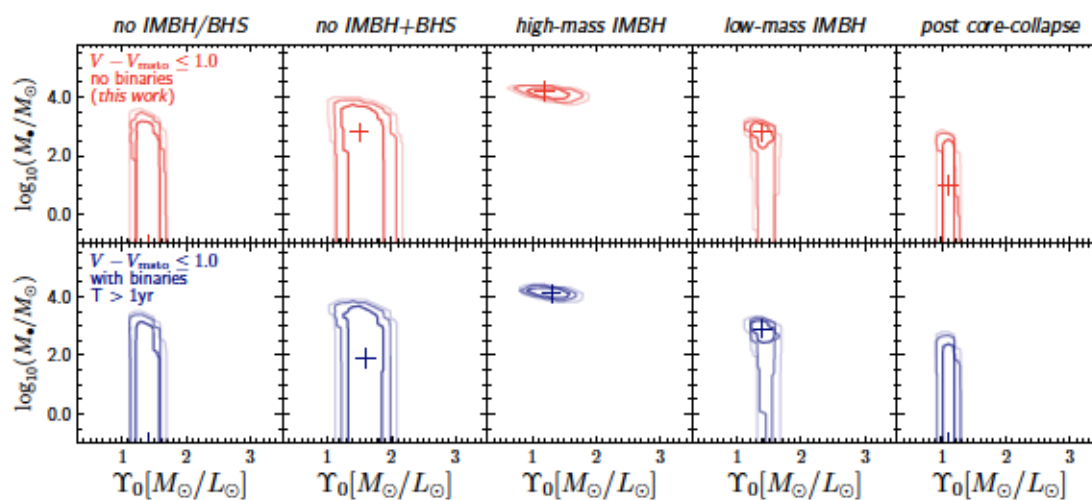 no IMBH/BHS no IMBH+BHS high-mass IMBH low-mass IMBH post core-collapse
V − V_msto ≤ 1.0
no binaries
(this work)
log₁₀(M•/M⊙)
4.0
2.0
0.0
V − V_msto ≤ 1.0
with binaries
T > 1yr
log₁₀(M•/M⊙)
4.0
2.0
0.0
1 2 3 1 2 3 1 2 3 1 2 3 1 2 3
ϒ₀[M⊙/L⊙] ϒ₀[M⊙/L⊙] ϒ₀[M⊙/L⊙] ϒ₀[M⊙/L⊙] ϒ₀[M⊙/L⊙]